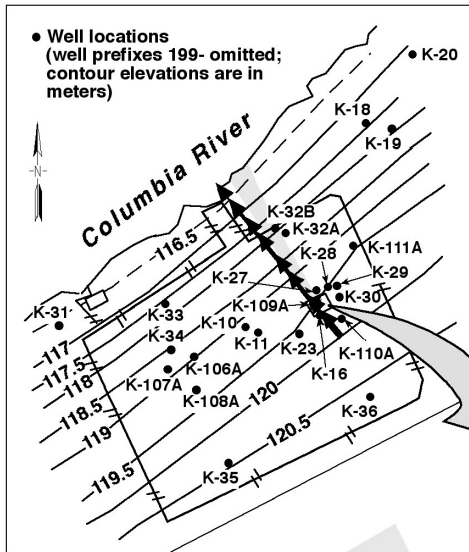 Well locations
(well prefixes 199- omitted;
contour elevations are in
meters)
K-20
K-18
K-19
N
Columbia River
K-32B
K-32A
116.5
K-28
K-111A
K-27
K-29
K-109A
K-30
K-31
K-33
K-10
K-34
K-11
K-23
K-110A
117
K-16
117.5
K-106A
118
K-107A
120
K-108A
K-36
118.5
119
120.5
119.5
K-35